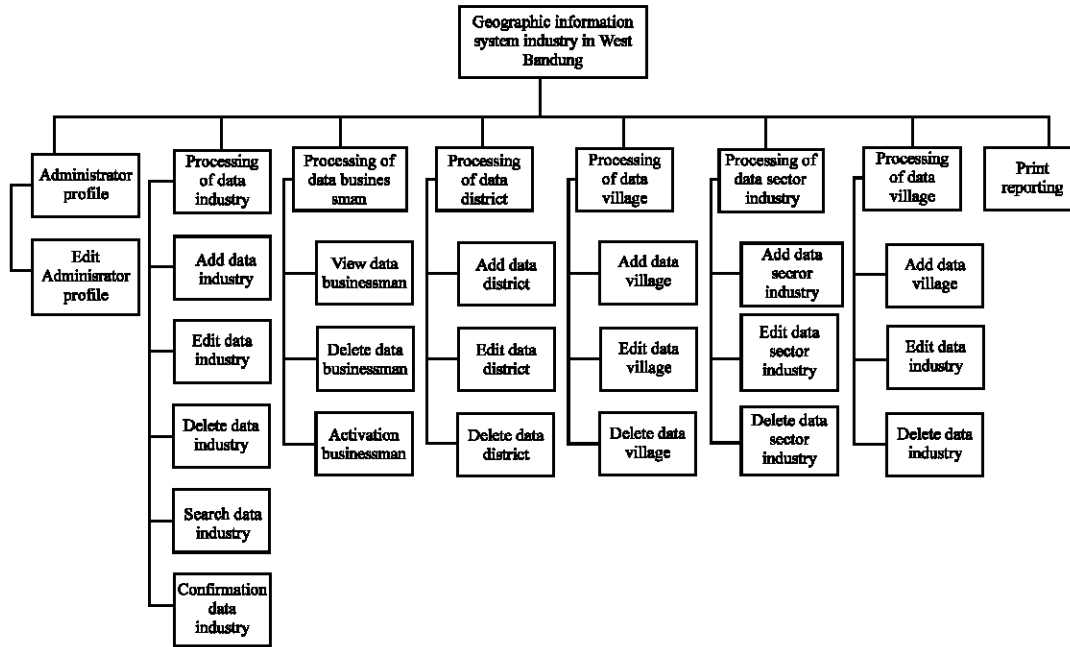 Geographic information
system industry in West
Bandung
Administrator
profile
Edit
Adminisrator
profile
Processing
of data
industry
Add data
industry
Edit data
industry
Delete data
industry
Search data
industry
Confirmation
data
industry
Processing of
data busines
sman
View data
businessman
Delete data
businessman
Activation
businessman
Processing
of data
district
Add data
district
Edit data
district
Delete data
district
Processing
of data
village
Add data
village
Edit data
village
Delete data
village
Processing of
data sector
industry
Add data
secror
industry
Edit data
sector
industry
Delete data
sector
industry
Processing
of data
village
Add data
village
Edit data
industry
Delete data
industry
Print
reporting